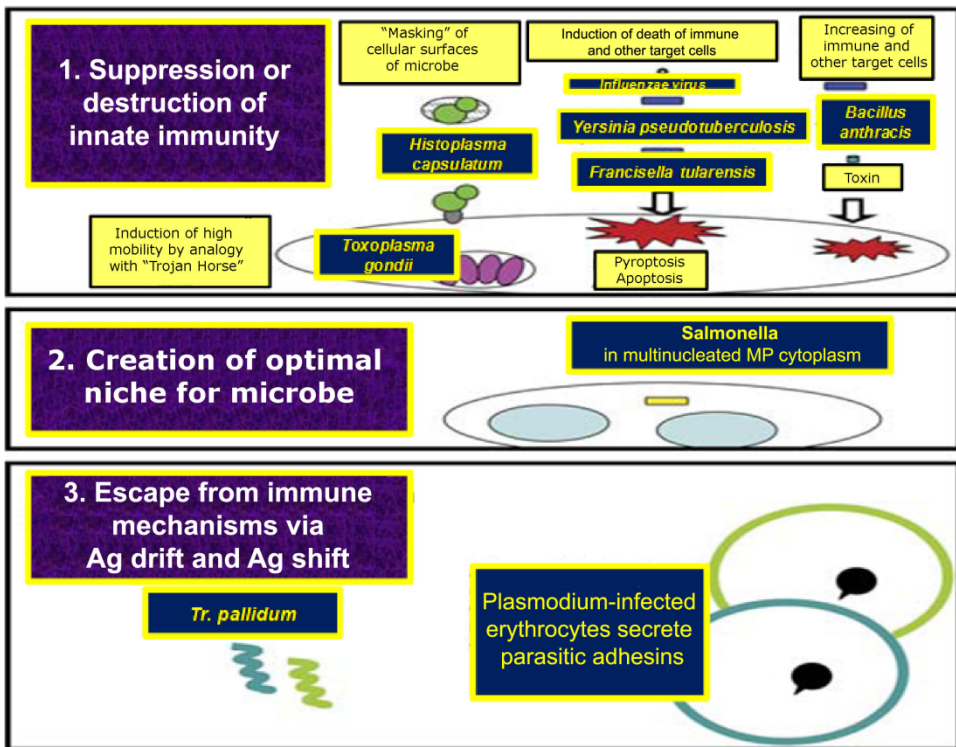 1. Suppression or
destruction of
innate immunity
“Masking” of
cellular surfaces
of microbe
Histoplasma
capsulatum
Induction of death of immune
and other target cells
Influenzae virus
Yersinia pseudotuberculosis
Francisella tularensis
Increasing of
immune and
other target cells
Bacillus
anthracis
Toxin
Induction of high
mobility by analogy
with “Trojan Horse”
Toxoplasma
gondii
Pyroptosis
Apoptosis
2. Creation of optimal
niche for microbe
Salmonella
in multinucleated MP cytoplasm
3. Escape from immune
mechanisms via
Ag drift and Ag shift
Tr. pallidum
Plasmodium-infected
erythrocytes secrete
parasitic adhesins